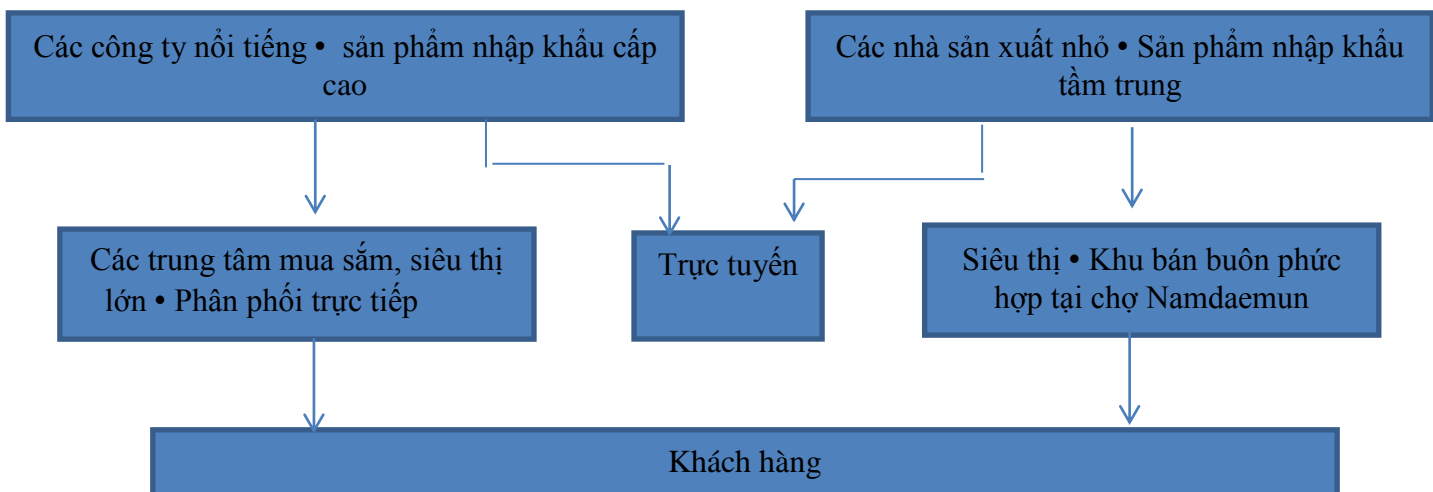 Các công ty nổi tiếng • sản phẩm nhập khẩu cấp
cao
Các nhà sản xuất nhỏ • Sản phẩm nhập khẩu
tầm trung
Các trung tâm mua sắm, siêu thị
lớn • Phân phối trực tiếp
Trực tuyến
Siêu thị • Khu bán buôn phức
hợp tại chợ Namdaemun
Khách hàng